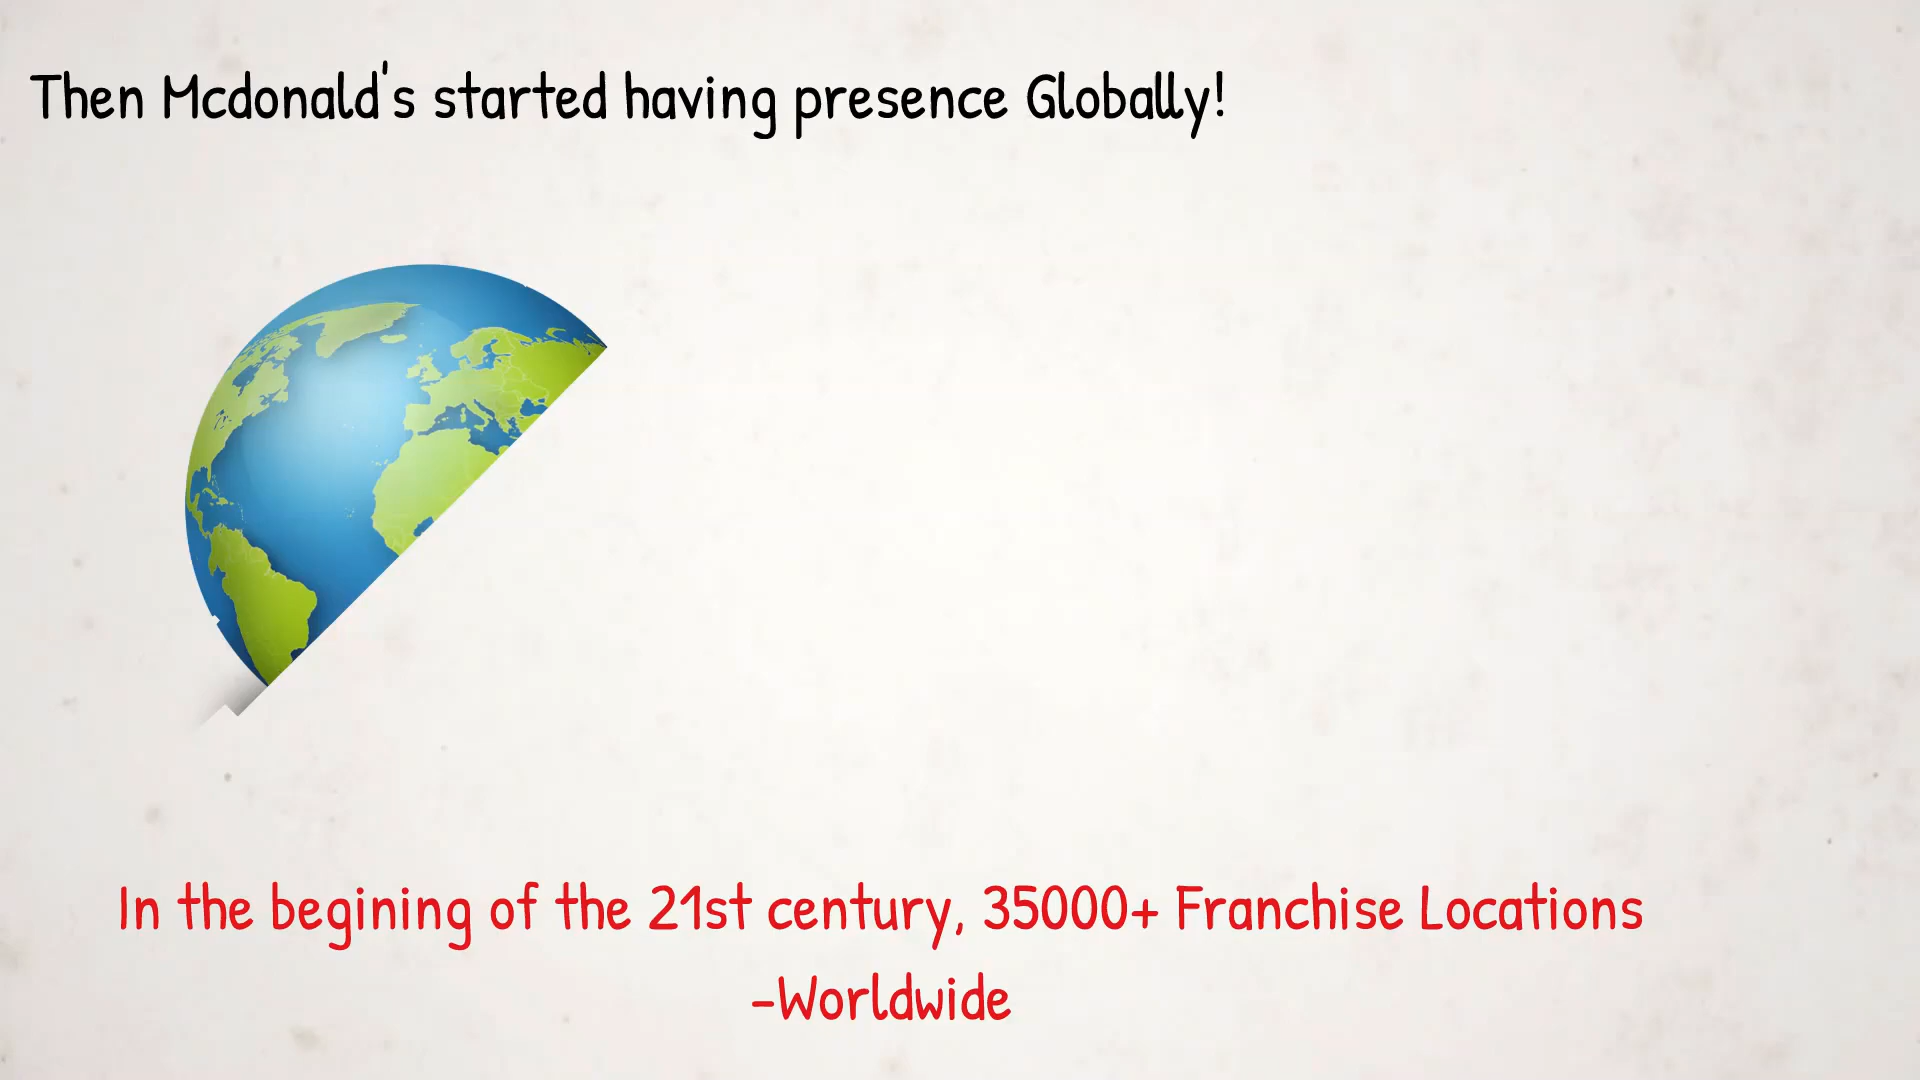 Then Mcdonald's started having presence Globally!
In the begining of the 21st century, 35000+ Franchise Locations
-Worldwide